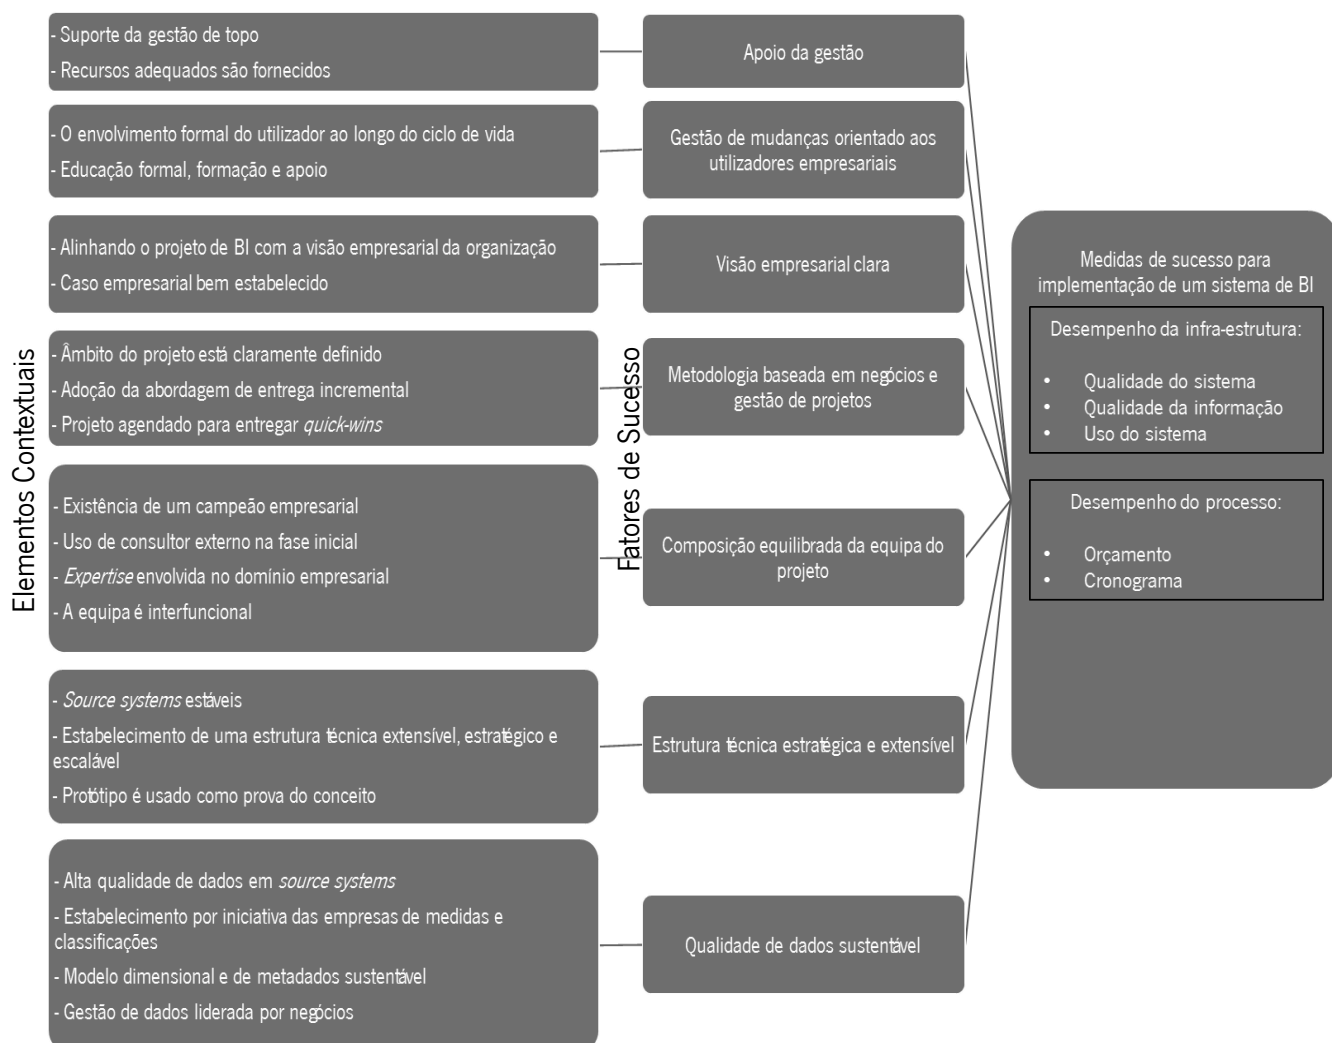 Elementos Contextuais
- Suporte da gestão de topo
- Recursos adequados são fornecidos
- O envolvimento formal do utilizador ao longo do ciclo de vida
- Educação formal, formação e apoio
- Alinhando o projeto de BI com a visão empresarial da organização
- Caso empresarial bem estabelecido
- Âmbito do projeto está claramente definido
- Adoção da abordagem de entrega incremental
- Projeto agendado para entregar quick-wins
- Existência de um campeão empresarial
- Uso de consultor externo na fase inicial
- Expertise envolvida no domínio empresarial
- A equipa é interfuncional
- Source systems estáveis
- Estabelecimento de uma estrutura técnica extensível, estratégico e
escalável
- Protótipo é usado como prova do conceito
- Alta qualidade de dados em source systems
- Estabelecimento por iniciativa das empresas de medidas e
classificações
- Modelo dimensional e de metadados sustentável
- Gestão de dados liderada por negócios
Fatores de Sucesso
Apoio da gestão
Gestão de mudanças orientado aos
utilizadores empresariais
Visão empresarial clara
Metodologia baseada em negócios e
gestão de projetos
Composição equilibrada da equipa do
projeto
Estrutura técnica estratégica e extensível
Qualidade de dados sustentável
Medidas de sucesso para
implementação de um sistema de BI
Desempenho da infra-estrutura:
• Qualidade do sistema
• Qualidade da informação
• Uso do sistema
Desempenho do processo:
• Orçamento
• Cronograma